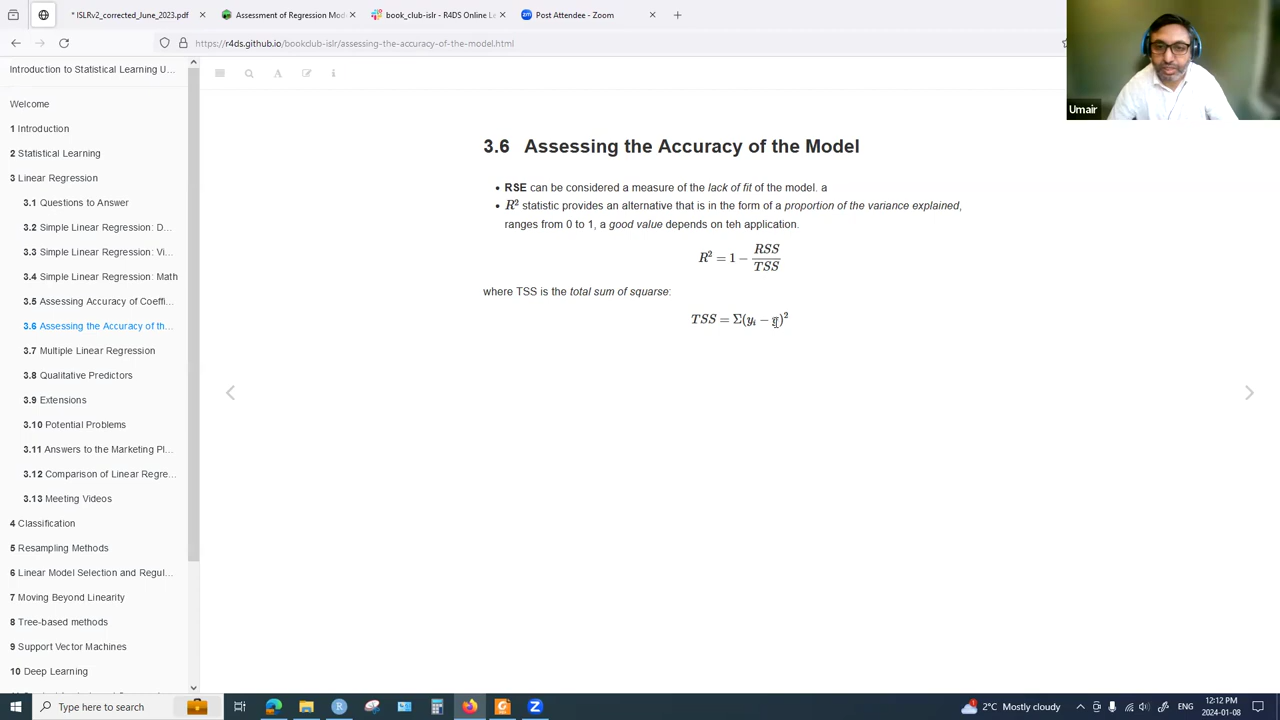 * ISLRv2_corrected_June_2023.pdf
Assessment of Regression Mod
book_club-islr - R4DS Online Le
Post Attendee - Zoom
https://r4ds.github.io/bookclub-islr/assessing-the-accuracy-of-the-model.html
Umair
Introduction to Statistical Learning U...
Welcome
1 Introduction
2 Statistical Learning
3 Linear Regression
3.1 Questions to Answer
3.2 Simple Linear Regression: D...
3.3 Simple Linear Regression: Vi...
3.4 Simple Linear Regression: Math
3.5 Assessing Accuracy of Coeffi...
3.6 Assessing the Accuracy of th...
3.7 Multiple Linear Regression
3.8 Qualitative Predictors
3.9 Extensions
3.10 Potential Problems
3.11 Answers to the Marketing Pl...
3.12 Comparison of Linear Regre...
3.13 Meeting Videos
4 Classification
5 Resampling Methods
6 Linear Model Selection and Regul...
7 Moving Beyond Linearity
8 Tree-based methods
9 Support Vector Machines
10 Deep Learning
3.6 Assessing the Accuracy of the Model
• RSE can be considered a measure of the lack of fit of the model. a
• R² statistic provides an alternative that is in the form of a proportion of the variance explained,
ranges from 0 to 1, a good value depends on teh application.
R² = 1 − RSS/TSS
where TSS is the total sum of squarse:
TSS = Σ(yᵢ − ȳ)²
Type here to search
2°C Mostly cloudy
ENG
12:12 PM
2024-01-08